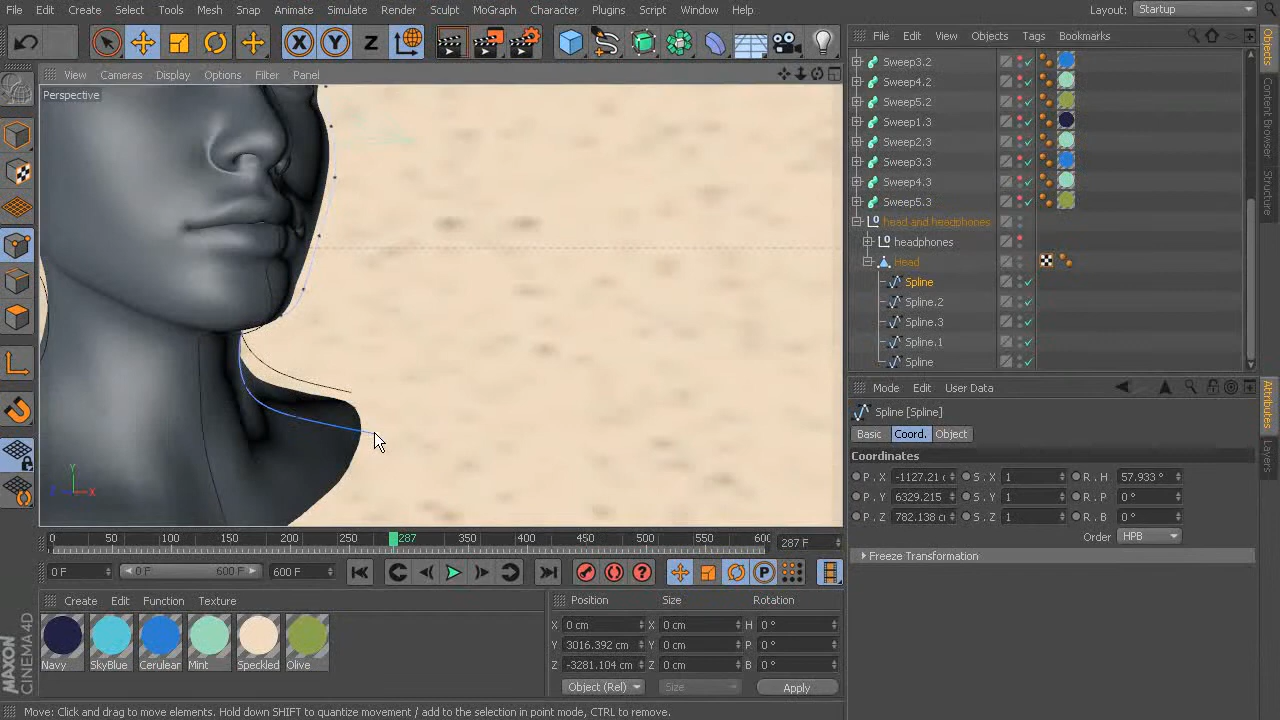 File Edit Create Select Tools Mesh Snap Animate Simulate Render Sculpt MoGraph Character Plugins Script Window Help Layout: Startup
File Edit View Objects Tags Bookmarks
View Cameras Display Options Filter Panel
Perspective
Sweep3.2
Sweep4.2
Sweep5.2
Sweep1.3
Sweep2.3
Sweep3.3
Sweep4.3
Sweep5.3
head and headphones
headphones
Head
Spline
Spline.2
Spline.3
Spline.1
Spline
Objects
Content Browser
Structure
Mode Edit User Data
Spline [Spline]
Basic Coord. Object
Coordinates
P . X -1127.21 c S . X 1 R . H 57.933 °
P . Y 6329.215 S . Y 1 R . P 0 °
P . Z 782.138 c S . Z 1 R . B 0 °
Order HPB
Freeze Transformation
Attributes
Layers
Y
Z X
0 50 100 150 200 250 287 350 400 450 500 550 600 287 F
0 F 0 F 600 F 600 F
Create Edit Function Texture
Navy SkyBlue Cerulear Mint Speckled Olive
Position Size Rotation
X 0 cm X 0 cm H 0 °
Y 3016.392 cm Y 0 cm P 0 °
Z -3281.104 cm Z 0 cm B 0 °
Object (Rel) Size Apply
MAXON
CINEMA 4D
Move: Click and drag to move elements. Hold down SHIFT to quantize movement / add to the selection in point mode, CTRL to remove.